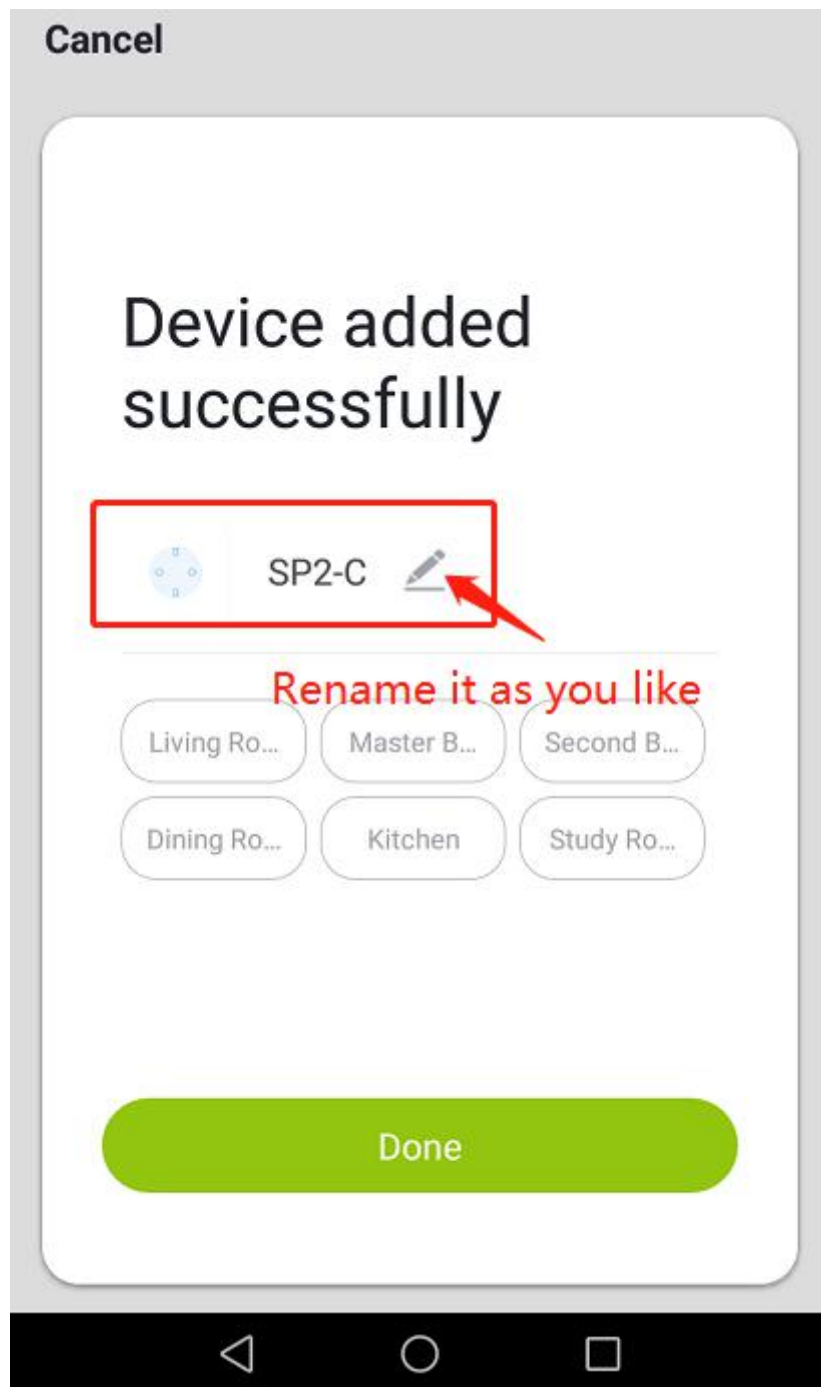 Cancel
Device added
successfully
SP2-C
Rename it as you like
Living Ro...
Master B...
Second B...
Dining Ro...
Kitchen
Study Ro...
Done